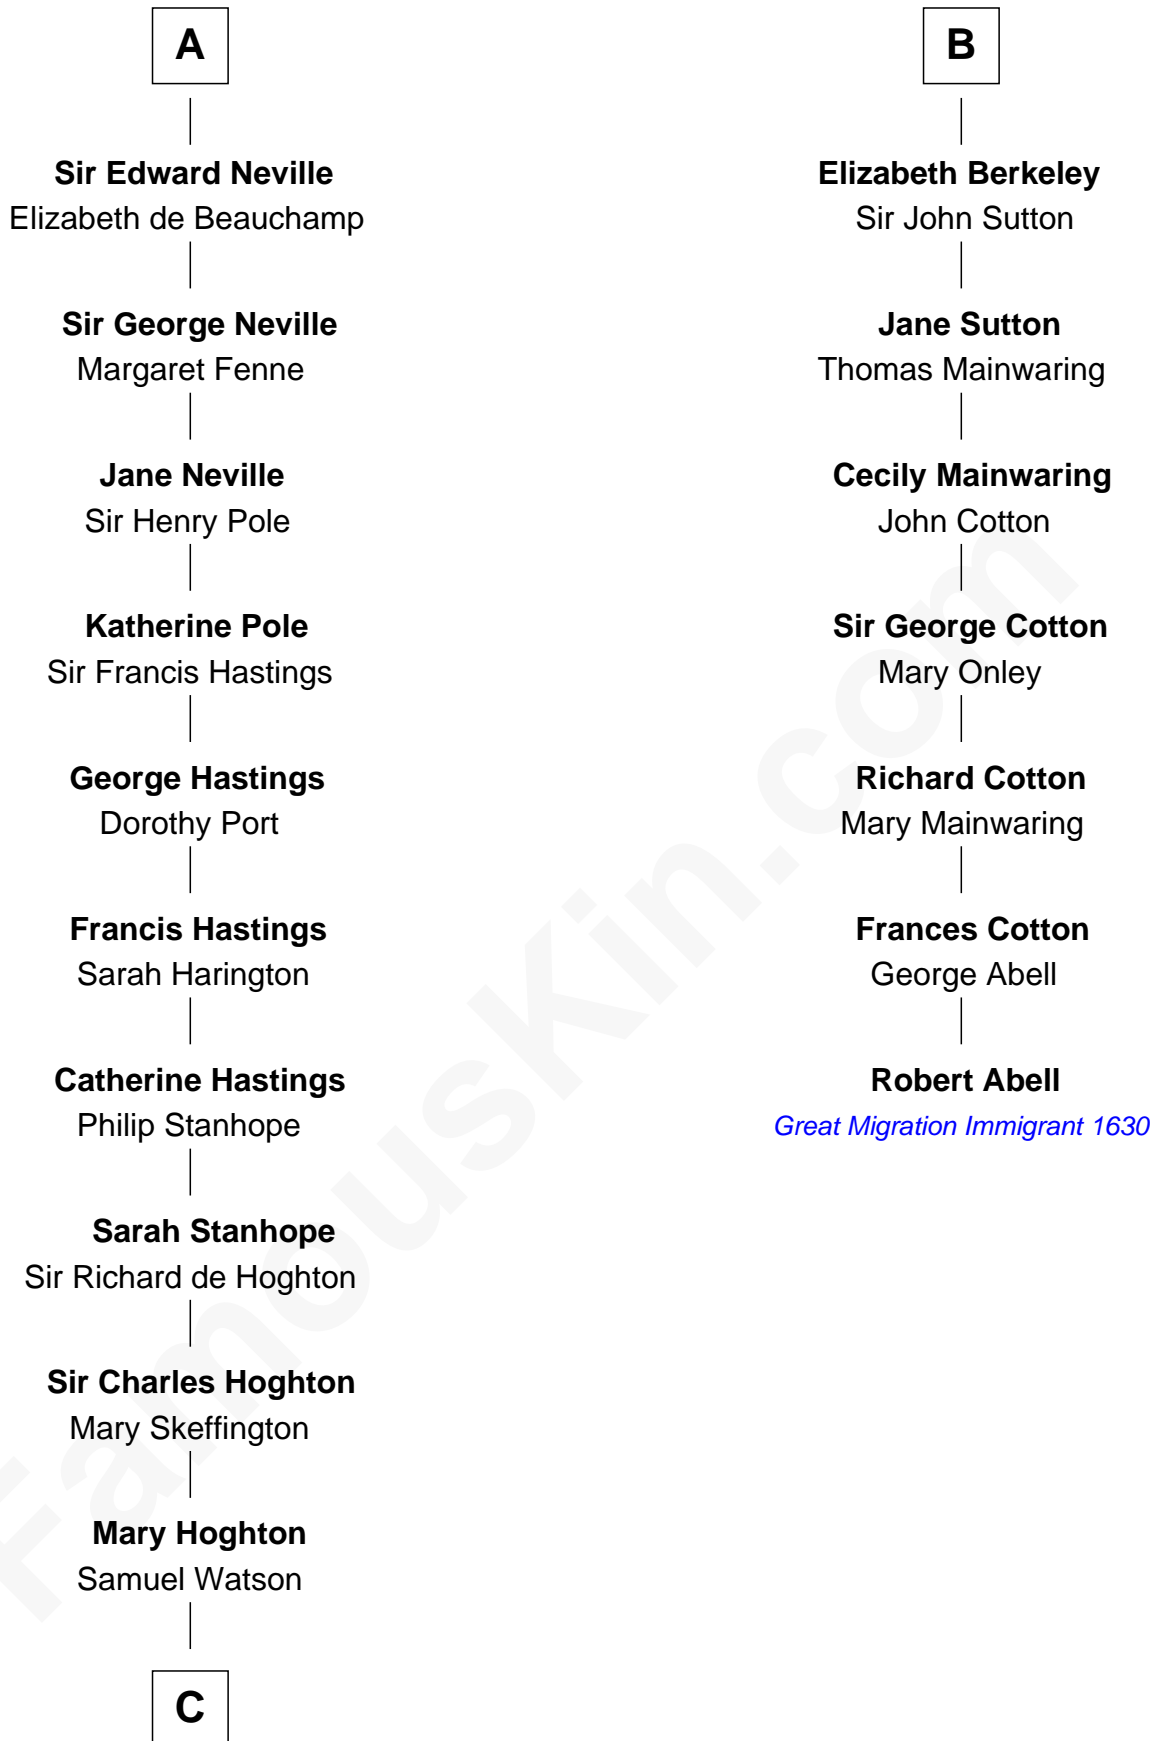 A
Sir Edward Neville
Elizabeth de Beauchamp
Sir George Neville
Margaret Fenne
Jane Neville
Sir Henry Pole
Katherine Pole
Sir Francis Hastings
George Hastings
Dorothy Port
Francis Hastings
Sarah Harington
Catherine Hastings
Philip Stanhope
Sarah Stanhope
Sir Richard de Hoghton
Sir Charles Hoghton
Mary Skeffington
Mary Hoghton
Samuel Watson
C
B
Elizabeth Berkeley
Sir John Sutton
Jane Sutton
Thomas Mainwaring
Cecily Mainwaring
John Cotton
Sir George Cotton
Mary Onley
Richard Cotton
Mary Mainwaring
Frances Cotton
George Abell
Robert Abell
Great Migration Immigrant 1630
FamousKin.com